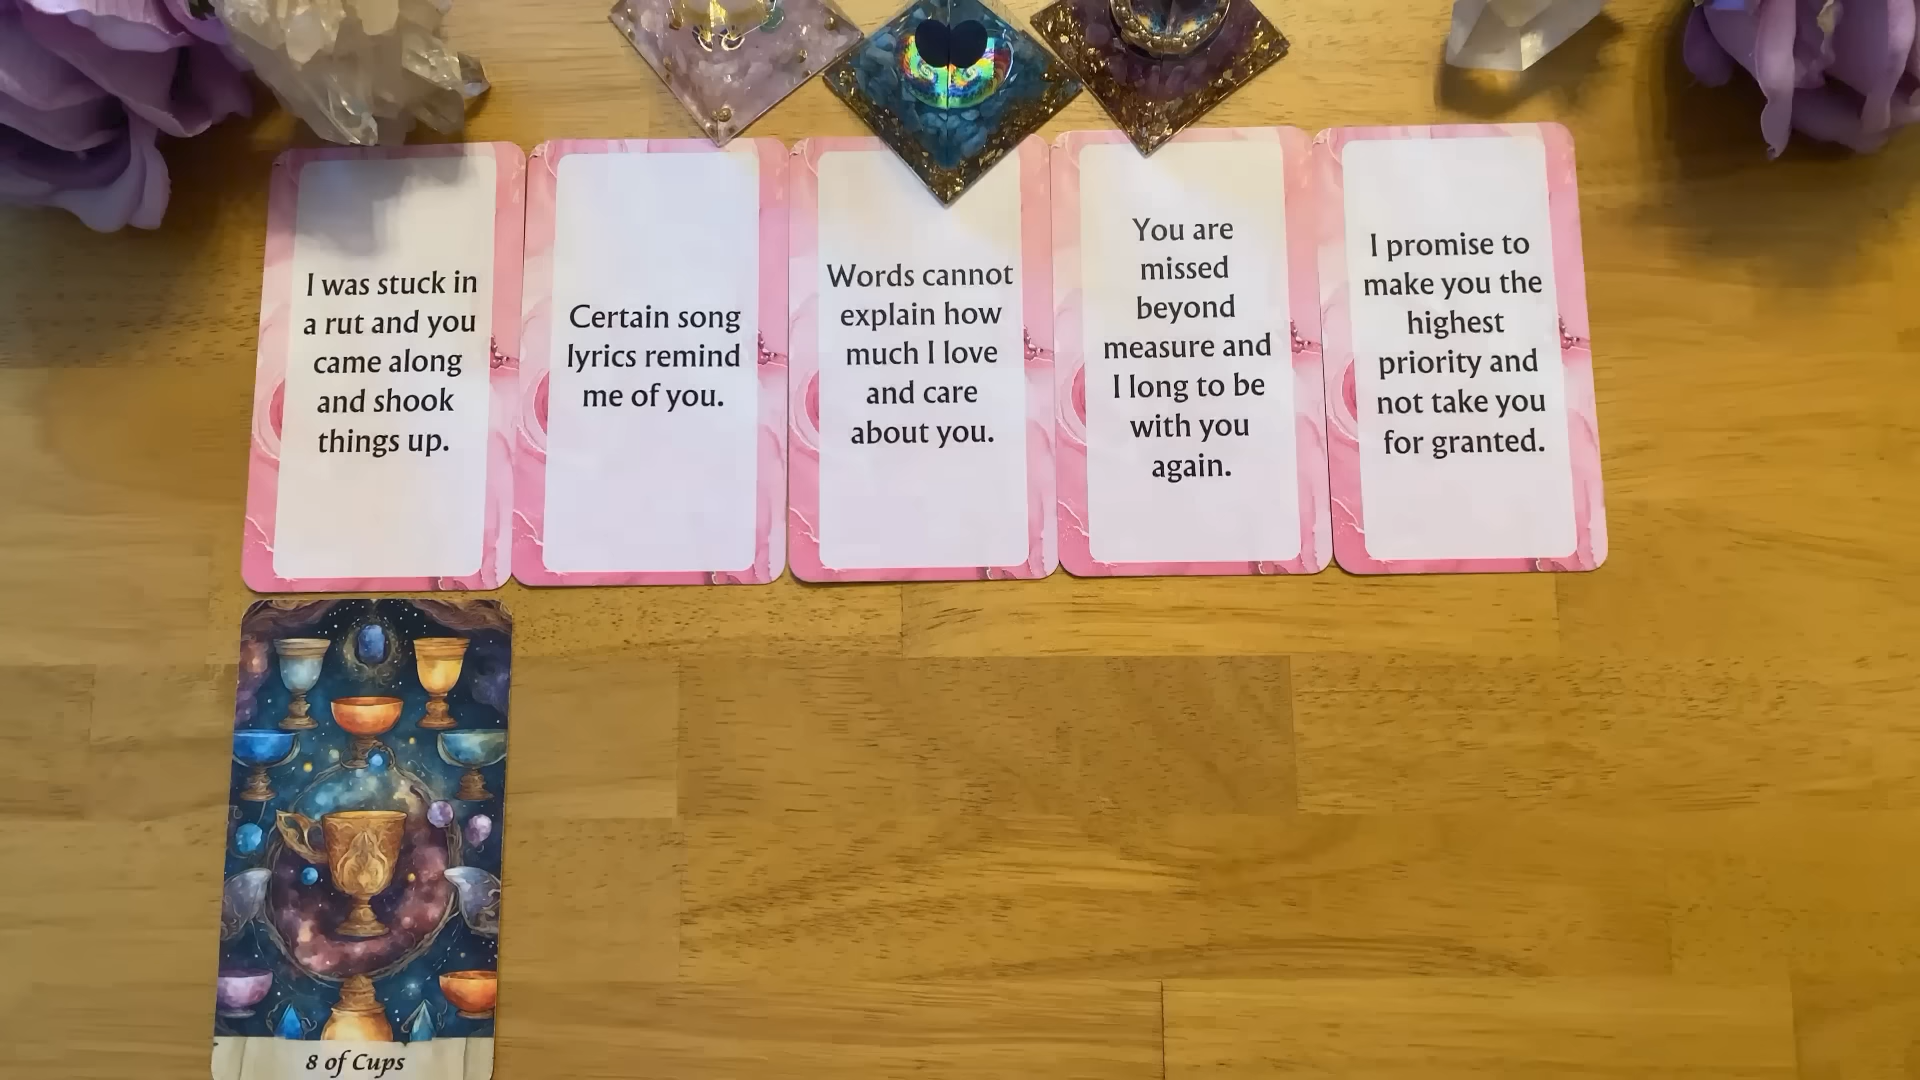 I was stuck in
a rut and you
came along
and shook
things up.
Certain song
lyrics remind
me of you.
Words cannot
explain how
much I love
and care
about you.
You are
missed
beyond
measure and
I long to be
with you
again.
I promise to
make you the
highest
priority and
not take you
for granted.
8 of Cups